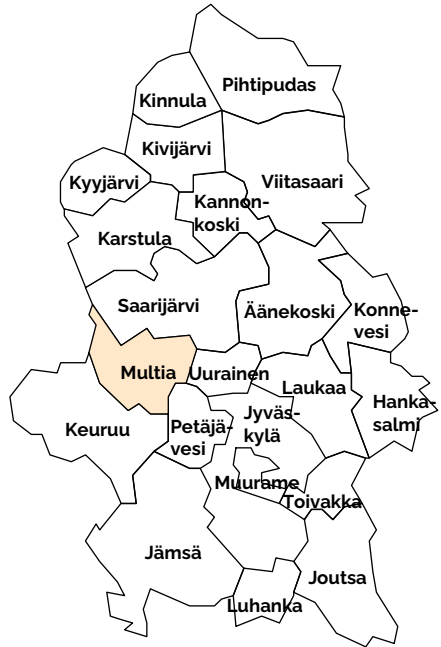 Pihtipudas
Kinnula
Kivijärvi
Kyyjärvi
Viitasaari
Kannon-
koski
Karstula
Saarijärvi
Äänekoski
Konne-
vesi
Multia
Uurainen
Laukaa
Hanka-
salmi
Keuruu
Petäjä-
vesi
Jyväs-
kylä
Muurame
Toivakka
Jämsä
Joutsa
Luhanka